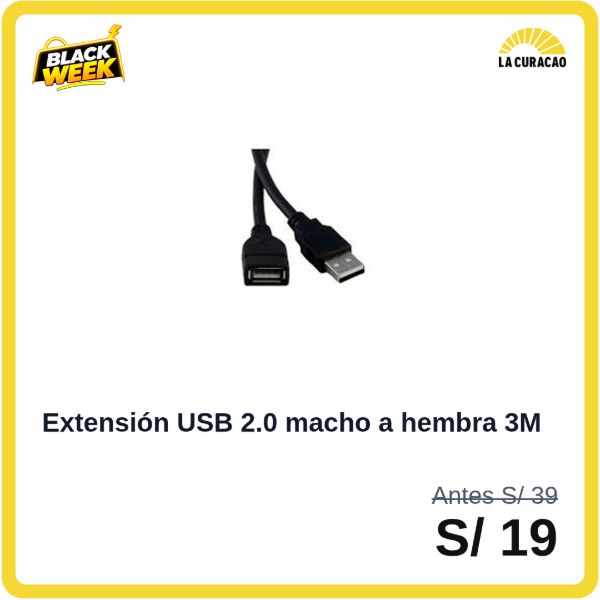 BLACK
WEEK
LA CURACAO
Extensión USB 2.0 macho a hembra 3M
Antes S/ 39
S/ 19